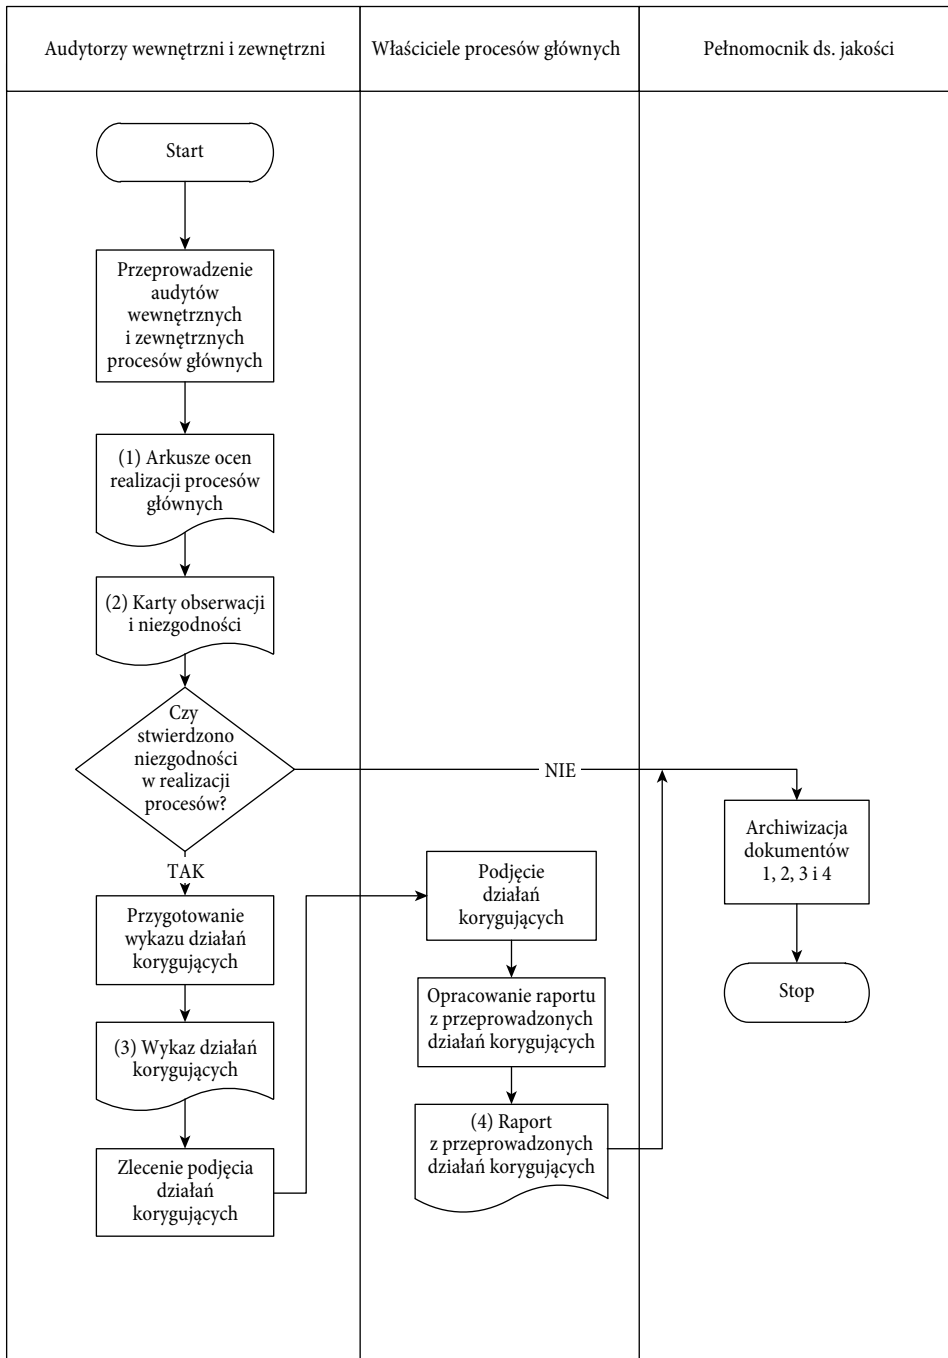 Audytorzy wewnętrzni i zewnętrzni
Właściciele procesów głównych
Pełnomocnik ds. jakości
Start
Przeprowadzenie
audytów
wewnętrznych
i zewnętrznych
procesów głównych
(1) Arkusze ocen
realizacji procesów
głównych
(2) Karty obserwacji
i niezgodności
Czy
stwierdzono
niezgodności
w realizacji
procesów?
NIE
TAK
Przygotowanie
wykazu działań
korygujących
(3) Wykaz działań
korygujących
Zlecenie podjęcia
działań
korygujących
Podjęcie
działań
korygujących
Opracowanie raportu
z przeprowadzonych
działań korygujących
(4) Raport
z przeprowadzonych
działań korygujących
Archiwizacja
dokumentów
1, 2, 3 i 4
Stop